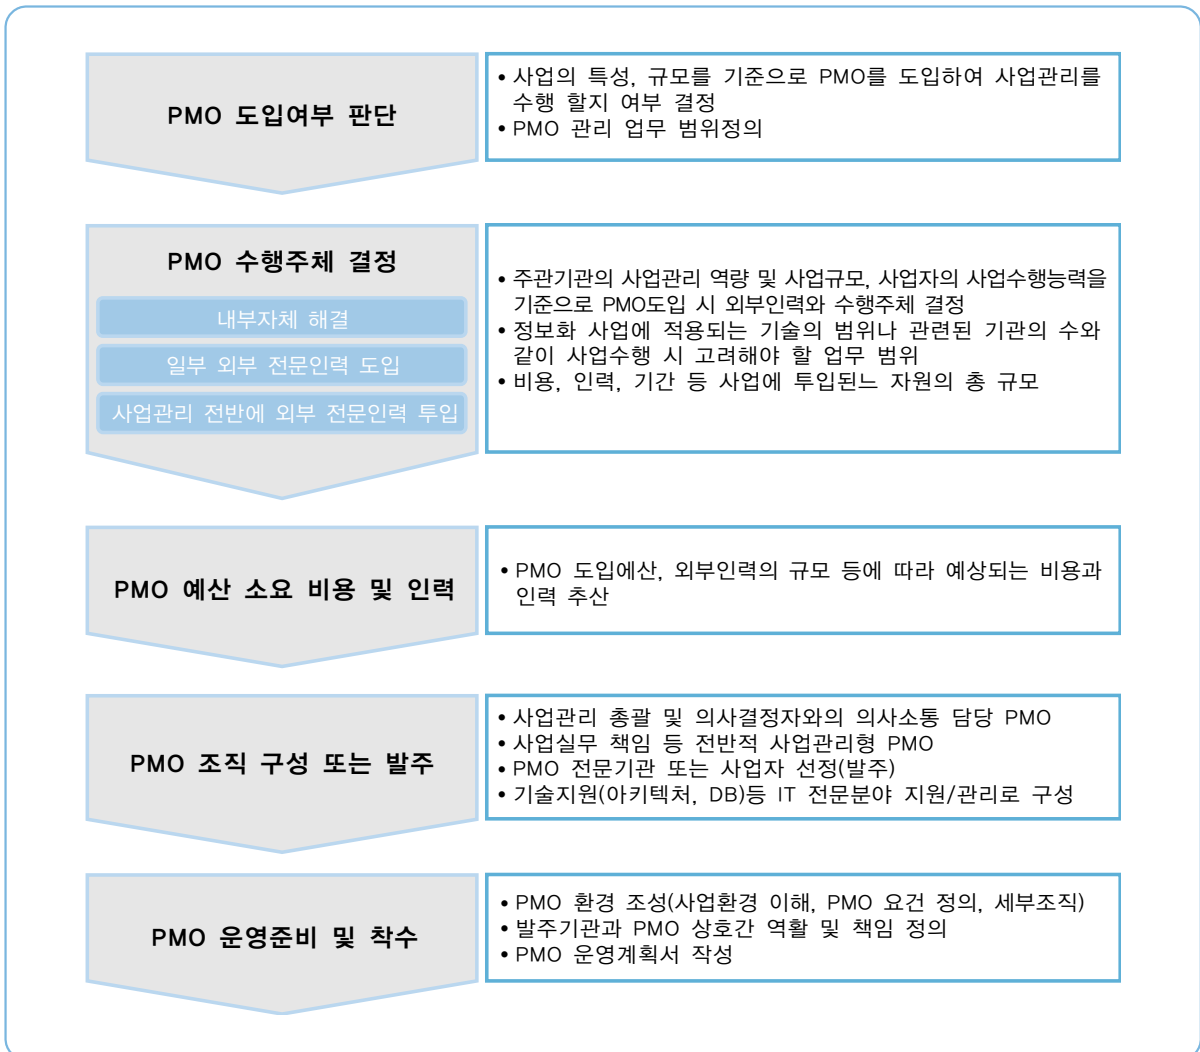 PMO 도입여부 판단
• 사업의 특성, 규모를 기준으로 PMO를 도입하여 사업관리를
수행 할지 여부 결정
• PMO 관리 업무 범위정의
PMO 수행주체 결정
내부자체 해결
일부 외부 전문인력 도입
사업관리 전반에 외부 전문인력 투입
• 주관기관의 사업관리 역량 및 사업규모, 사업자의 사업수행능력을
기준으로 PMO도입 시 외부인력와 수행주체 결정
• 정보화 사업에 적용되는 기술의 범위나 관련된 기관의 수와
같이 사업수행 시 고려해야 할 업무 범위
• 비용, 인력, 기간 등 사업에 투입된느 자원의 총 규모
PMO 예산 소요 비용 및 인력
• PMO 도입에산, 외부인력의 규모 등에 따라 예상되는 비용과
인력 추산
PMO 조직 구성 또는 발주
• 사업관리 총괄 및 의사결정자와의 의사소통 담당 PMO
• 사업실무 책임 등 전반적 사업관리형 PMO
• PMO 전문기관 또는 사업자 선정(발주)
• 기술지원(아키텍처, DB)등 IT 전문분야 지원/관리로 구성
PMO 운영준비 및 착수
• PMO 환경 조성(사업환경 이해, PMO 요건 정의, 세부조직)
• 발주기관과 PMO 상호간 역활 및 책임 정의
• PMO 운영계획서 작성